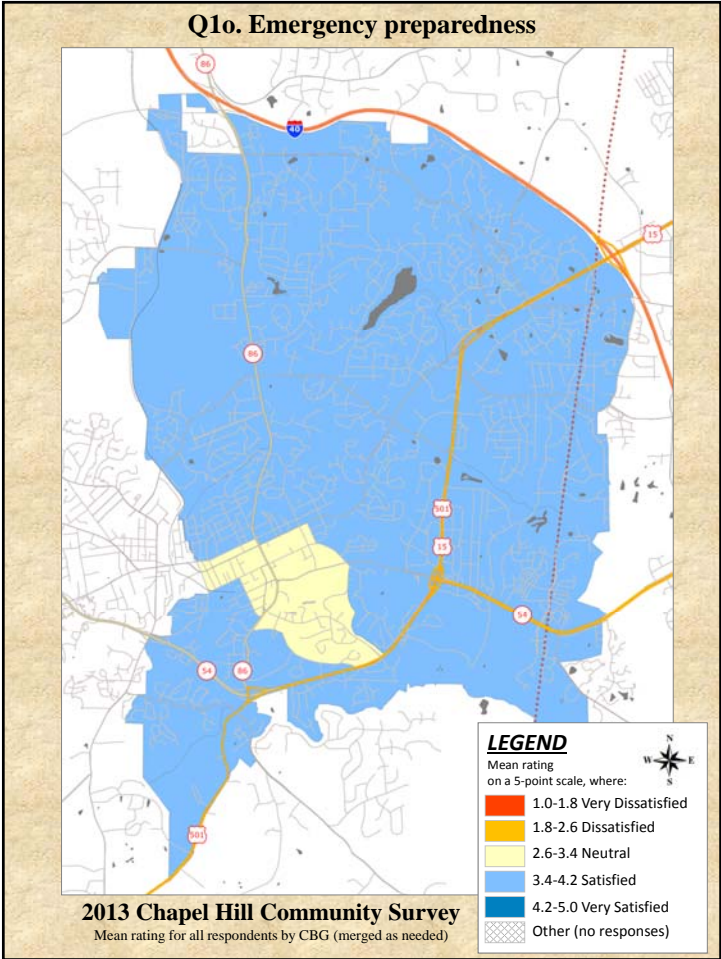 Q1o. Emergency preparedness
86
40
15
86
501
15
54
54
86
501
LEGEND
N
W E
S
Mean rating
on a 5-point scale, where:
1.0-1.8 Very Dissatisfied
1.8-2.6 Dissatisfied
2.6-3.4 Neutral
3.4-4.2 Satisfied
4.2-5.0 Very Satisfied
Other (no responses)
2013 Chapel Hill Community Survey
Mean rating for all respondents by CBG (merged as needed)